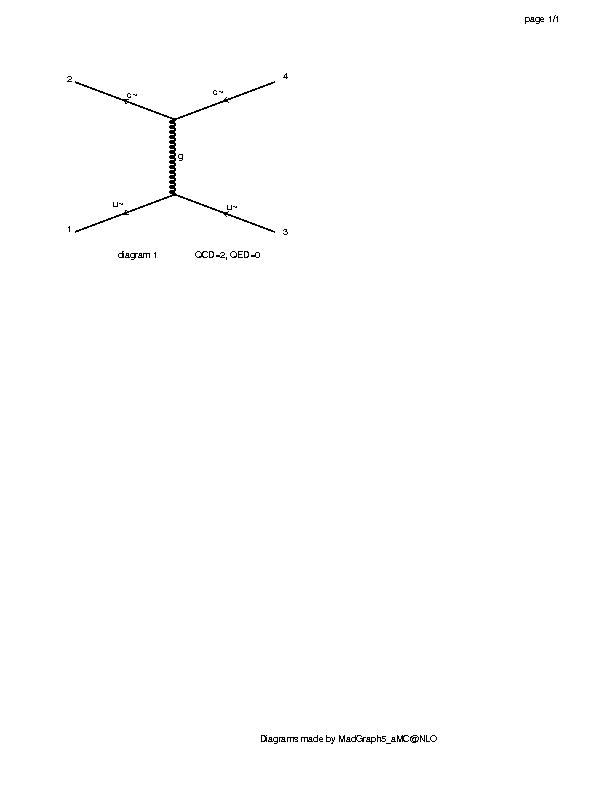 page 1/1
2
c~
c~
4
g
1
u~
u~
3
diagram 1 QCD=2, QED=0
Diagrams made by MadGraph5_aMC@NLO